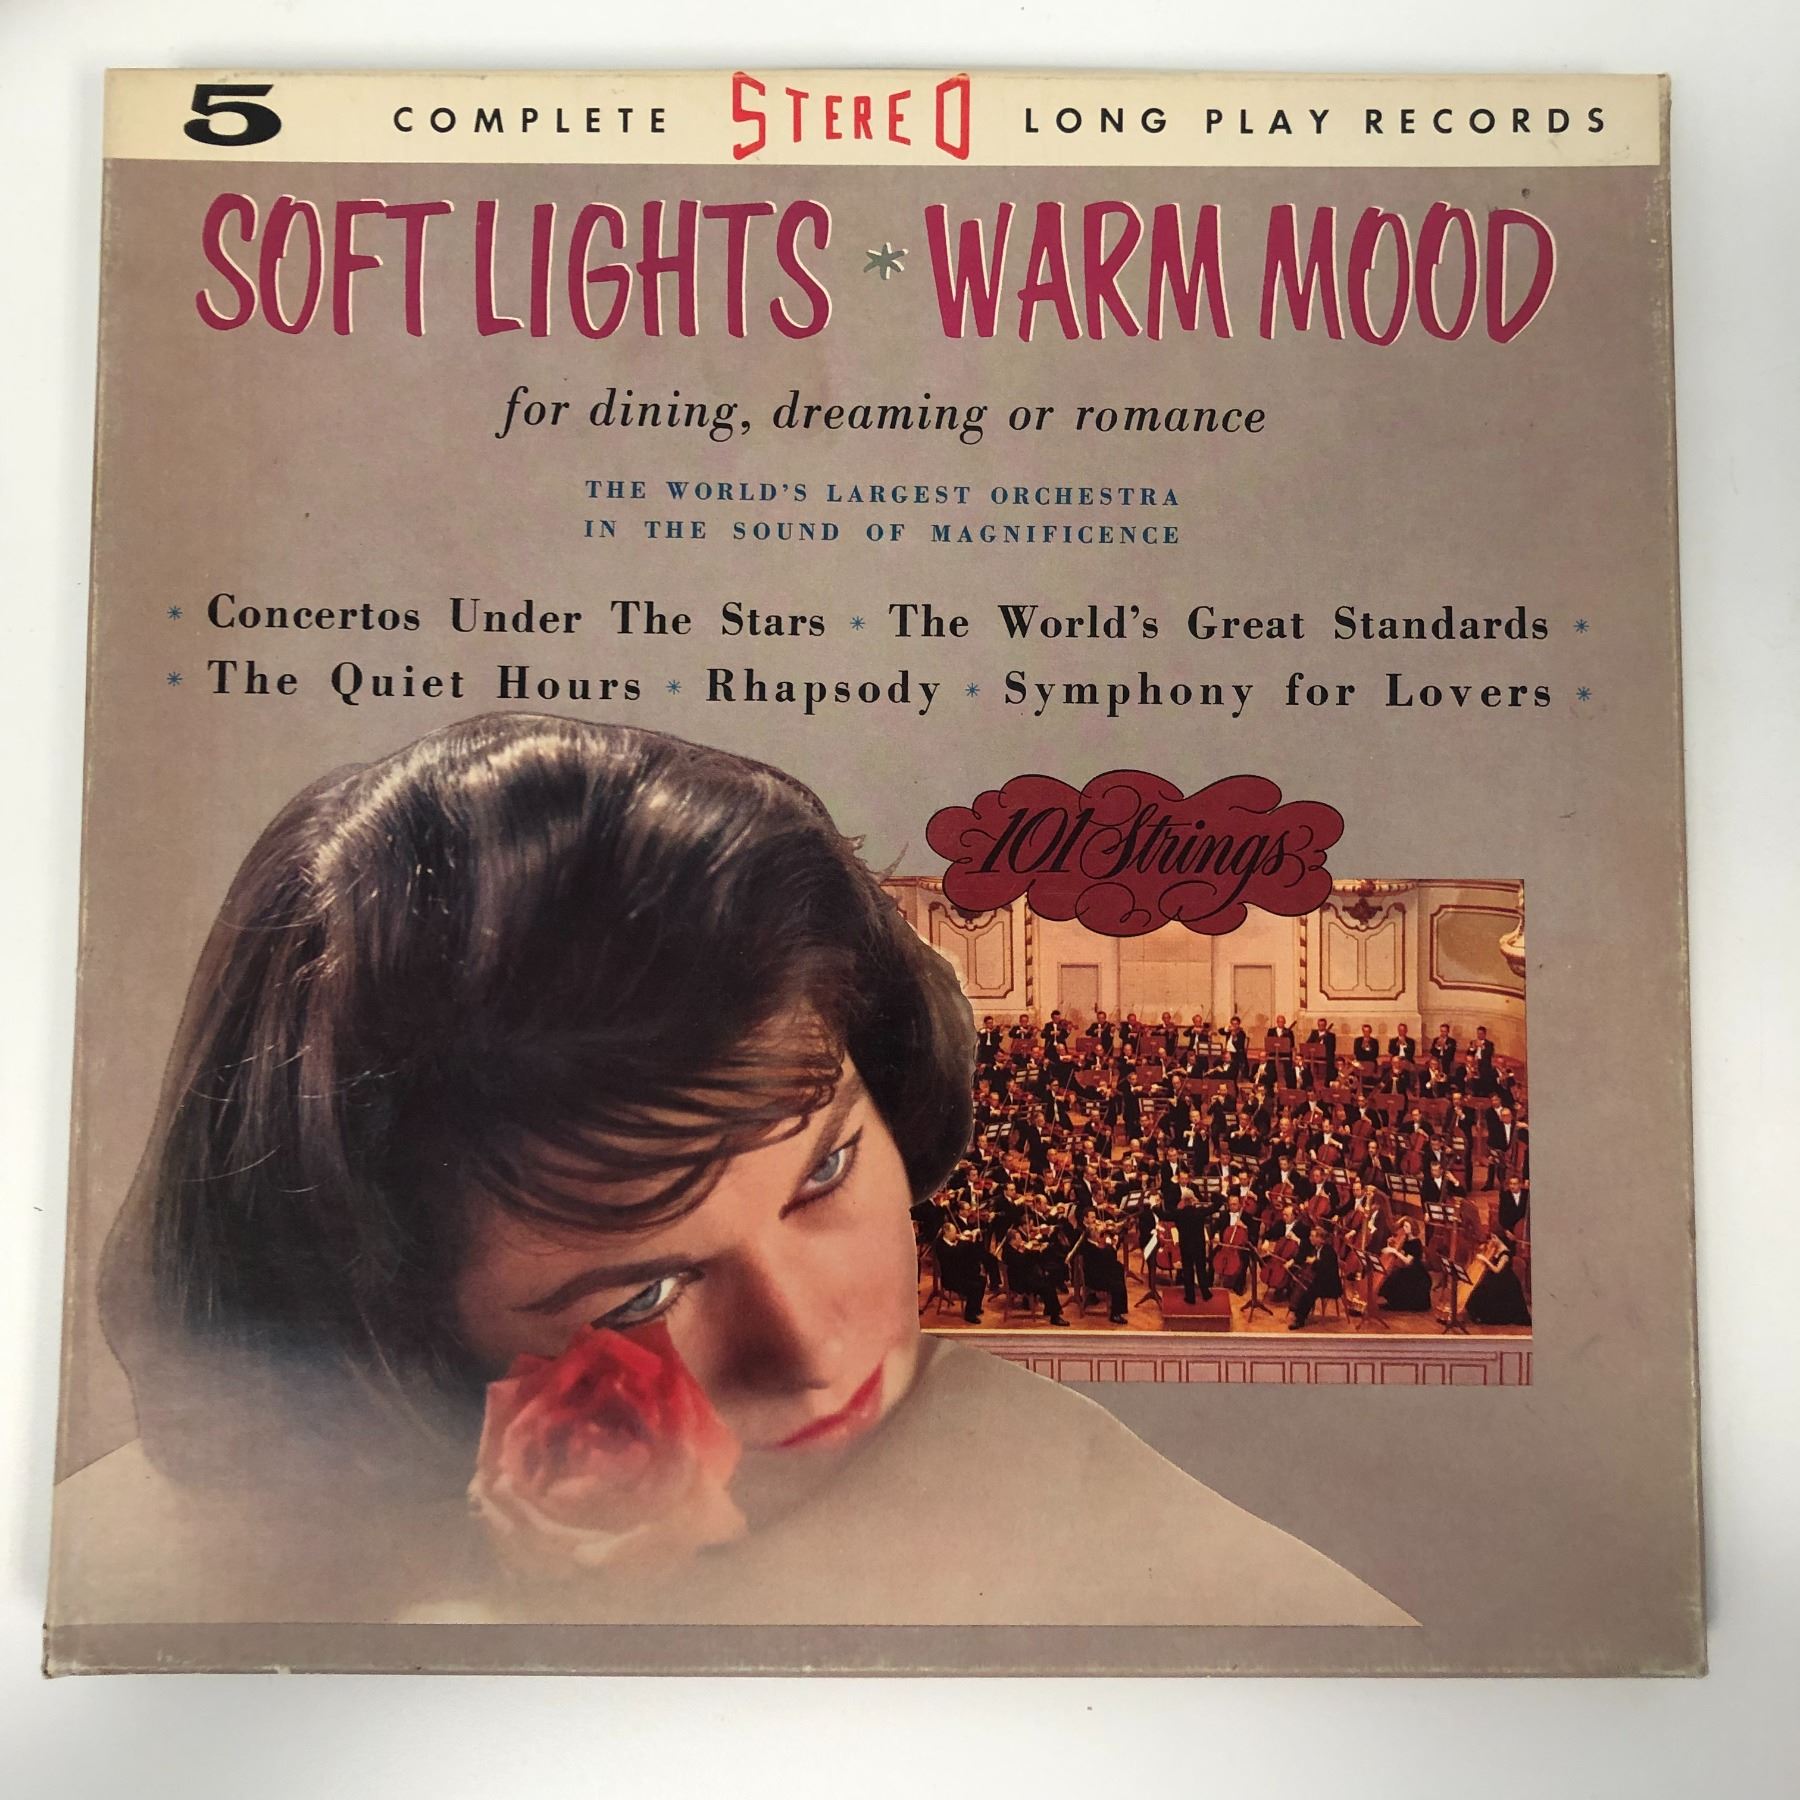 5 COMPLETE STEREO LONG PLAY RECORDS
SOFT LIGHTS * WARM MOOD
for dining, dreaming or romance
THE WORLD'S LARGEST ORCHESTRA
IN THE SOUND OF MAGNIFICENCE
* Concertos Under The Stars * The World's Great Standards *
* The Quiet Hours * Rhapsody * Symphony for Lovers *
101 Strings